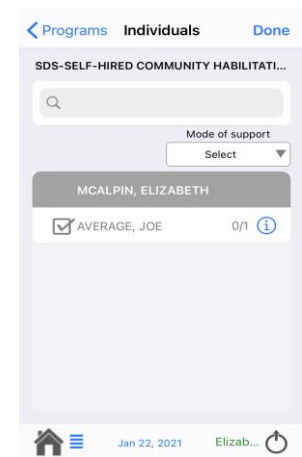 Programs Individuals Done
SDS-SELF-HIRED COMMUNITY HABILITATI...
Mode of support
Select
MCALPIN, ELIZABETH
AVERAGE, JOE 0/1
Jan 22, 2021 Elizab...